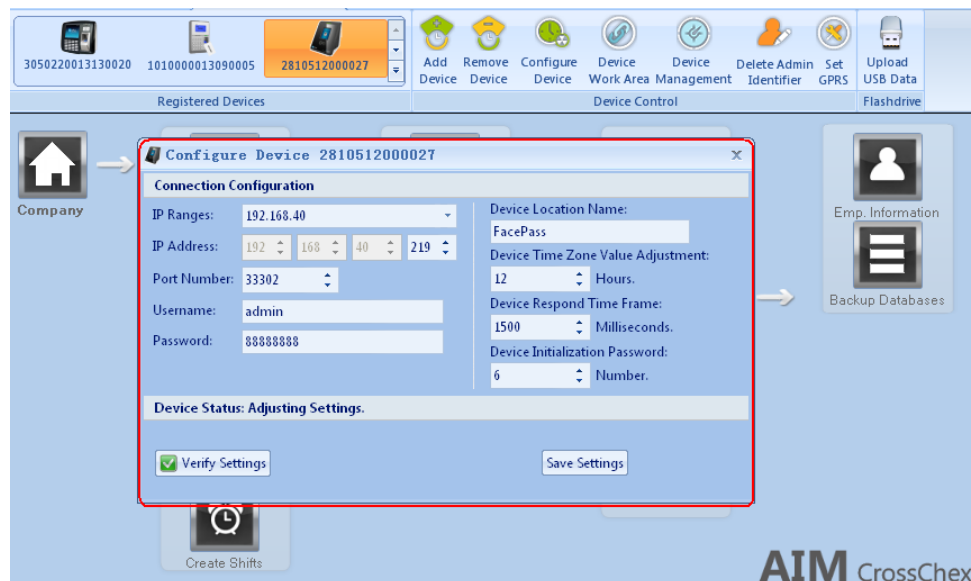 3050220013130020
1010000013090005
2810512000027
Add Device
Remove Device
Configure Device
Device Work Area
Device Management
Delete Admin Identifier
Set GPRS
Upload USB Data
Registered Devices
Device Control
Flashdrive
Company
Configure Device 2810512000027
x
Connection Configuration
IP Ranges: 192.168.40
IP Address: 192 168 40 219
Port Number: 33302
Username: admin
Password: 88888888
Device Location Name:
FacePass
Device Time Zone Value Adjustment:
12 Hours.
Device Respond Time Frame:
1500 Milliseconds.
Device Initialization Password:
6 Number.
Device Status: Adjusting Settings.
Verify Settings
Save Settings
Emp. Information
Backup Databases
Create Shifts
AIM CrossChex